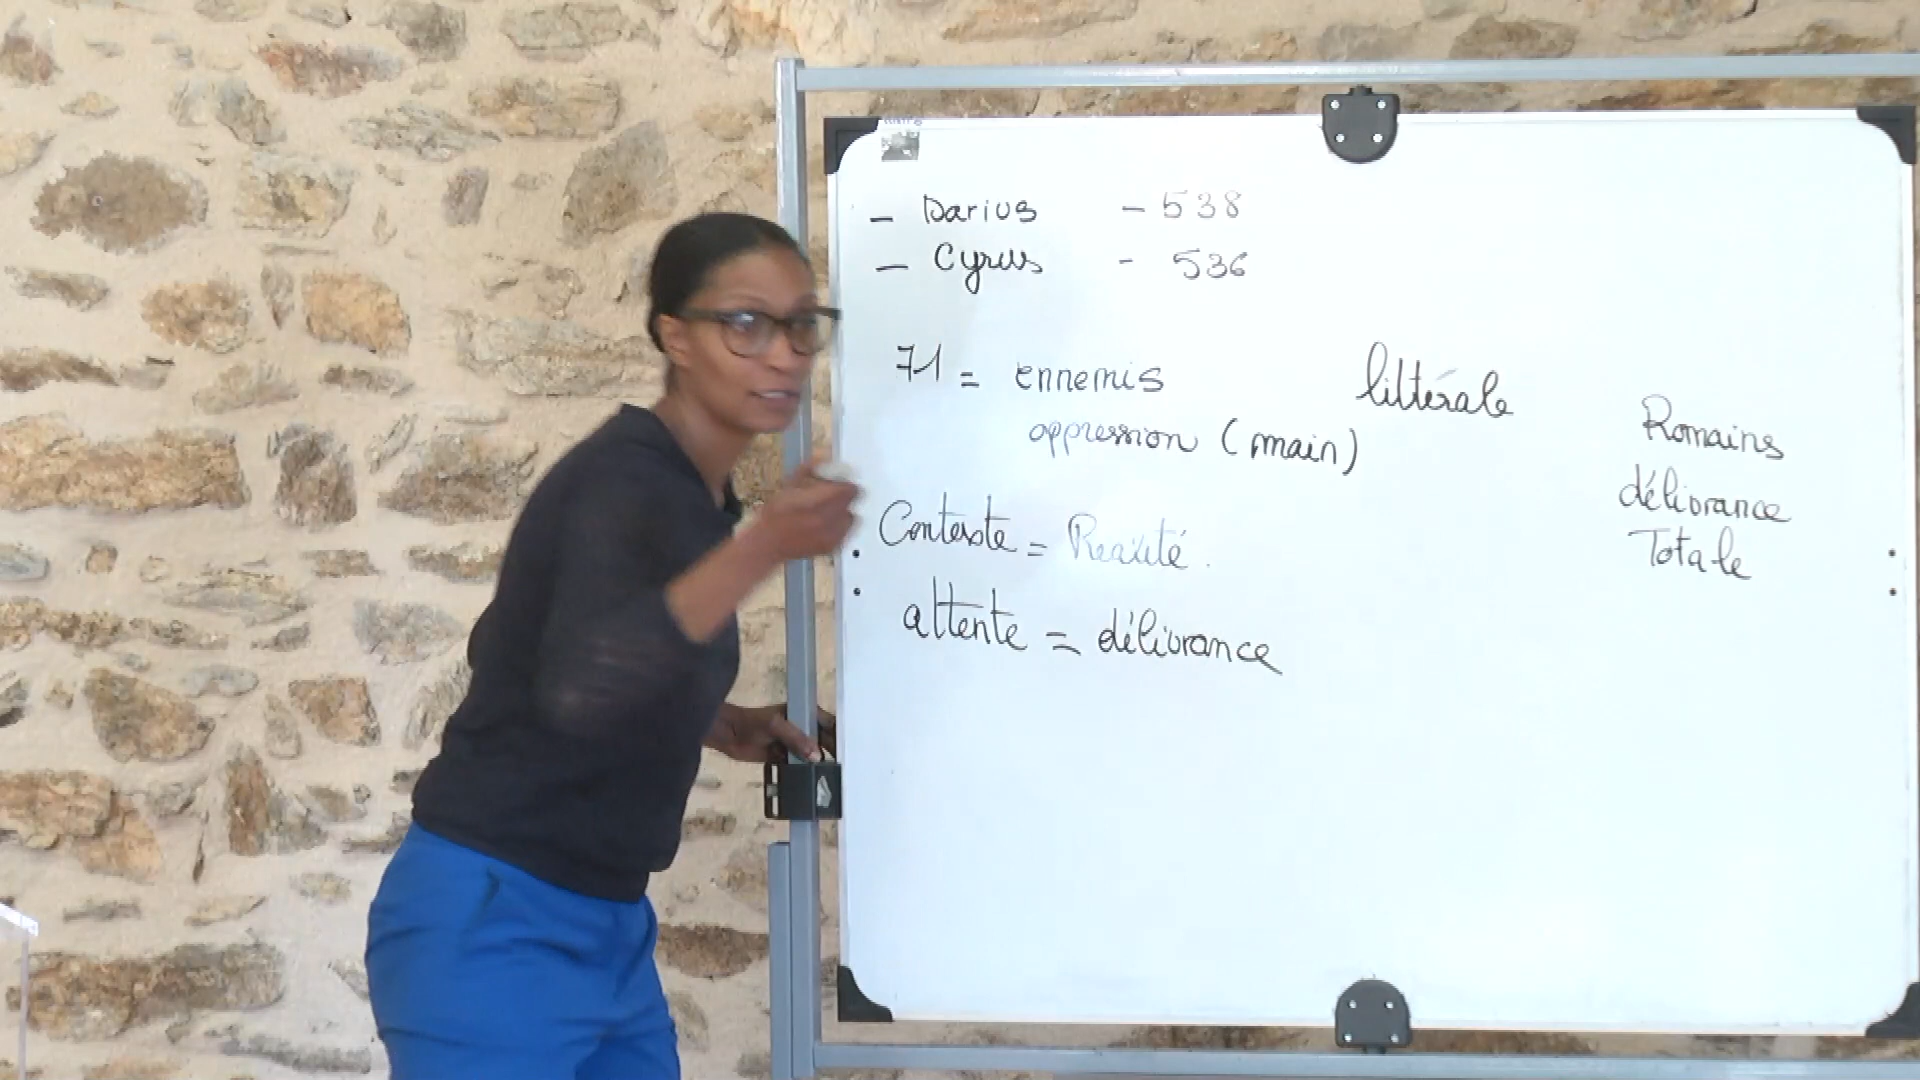 - Darius - 538
- Cyrus - 536
71 = ennemis
oppression (main)
littérale
Romains
délivrance
Totale
Contexte = Réalité.
attente = délivrance